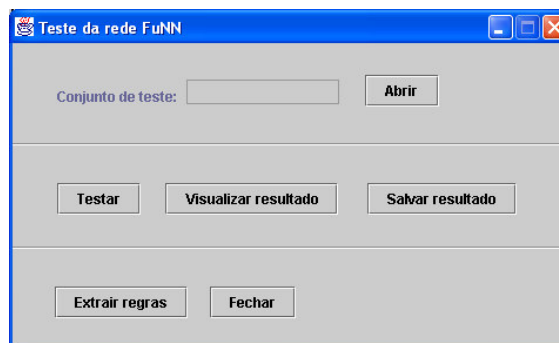 Teste da rede FuNN
Conjunto de teste: Abrir
Testar Visualizar resultado Salvar resultado
Extrair regras Fechar